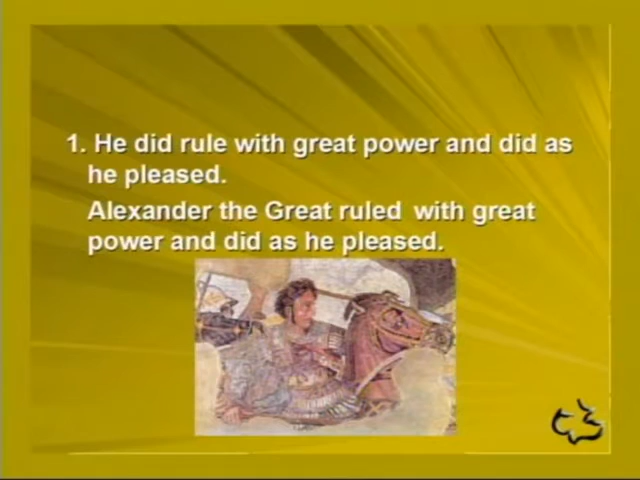 1. He did rule with great power and did as
he pleased.
Alexander the Great ruled with great
power and did as he pleased.